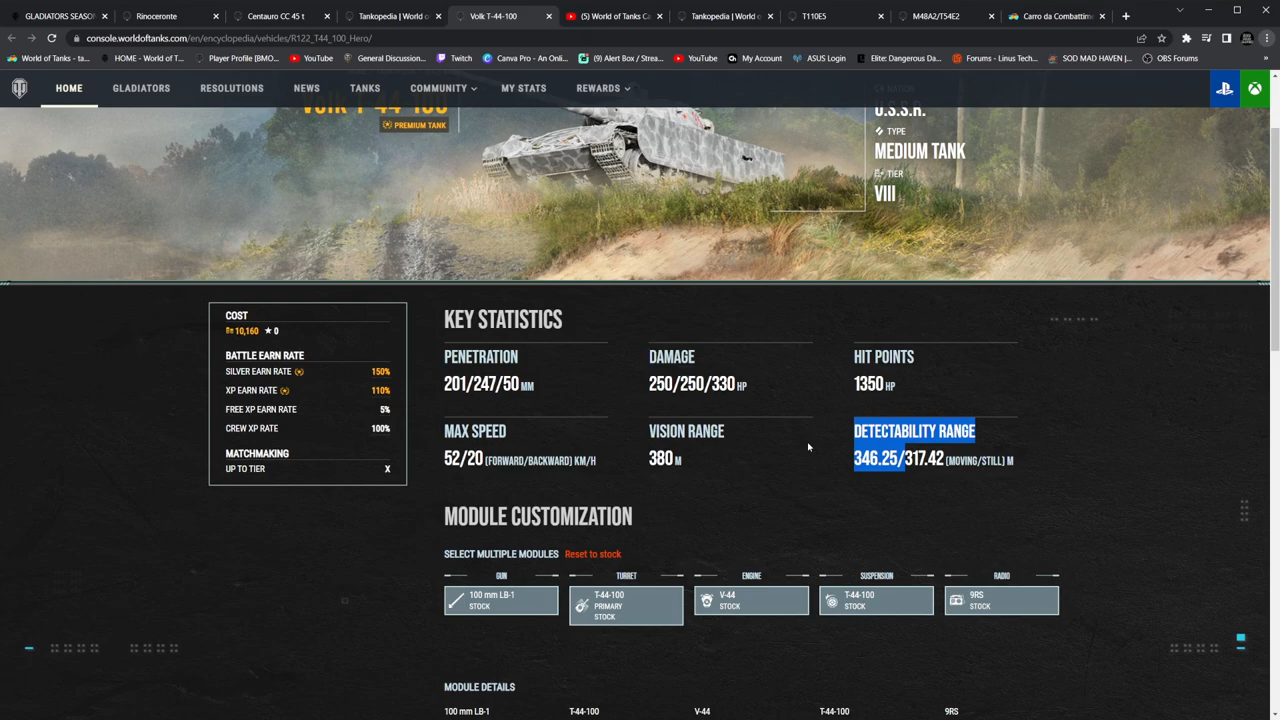 GLADIATORS SEASON
Rinoceronte
Centauro CC 45 t
Tankopedia | World o
Volk T-44-100
(5) World of Tanks Ca
Tankopedia | World o
T110E5
M48A2/T54E2
Carro da Combattime
console.worldoftanks.com/en/encyclopedia/vehicles/R122_T44_100_Hero/
World of Tanks - ta...
HOME - World of T...
Player Profile [BMO...
YouTube
General Discussion...
Twitch
Canva Pro - An Onli...
(9) Alert Box / Strea...
YouTube
My Account
ASUS Login
Elite: Dangerous Da...
Forums - Linus Tech...
SOD MAD HAVEN |...
OBS Forums
HOME
GLADIATORS
RESOLUTIONS
NEWS
TANKS
COMMUNITY
MY STATS
REWARDS
Volk T-44-100
PREMIUM TANK
NATION
U.S.S.R.
TYPE
MEDIUM TANK
TIER
VIII
COST
10,160 0
BATTLE EARN RATE
SILVER EARN RATE 150%
XP EARN RATE 110%
FREE XP EARN RATE 5%
CREW XP RATE 100%
MATCHMAKING
UP TO TIER X
KEY STATISTICS
PENETRATION
201/247/50 MM
DAMAGE
250/250/330 HP
HIT POINTS
1350 HP
MAX SPEED
52/20 (FORWARD/BACKWARD) KM/H
VISION RANGE
380 M
DETECTABILITY RANGE
346.25/317.42 (MOVING/STILL) M
MODULE CUSTOMIZATION
SELECT MULTIPLE MODULES Reset to stock
GUN
100 mm LB-1
STOCK
TURRET
T-44-100
PRIMARY
STOCK
ENGINE
V-44
STOCK
SUSPENSION
T-44-100
STOCK
RADIO
9RS
STOCK
MODULE DETAILS
100 mm LB-1 T-44-100 V-44 T-44-100 9RS